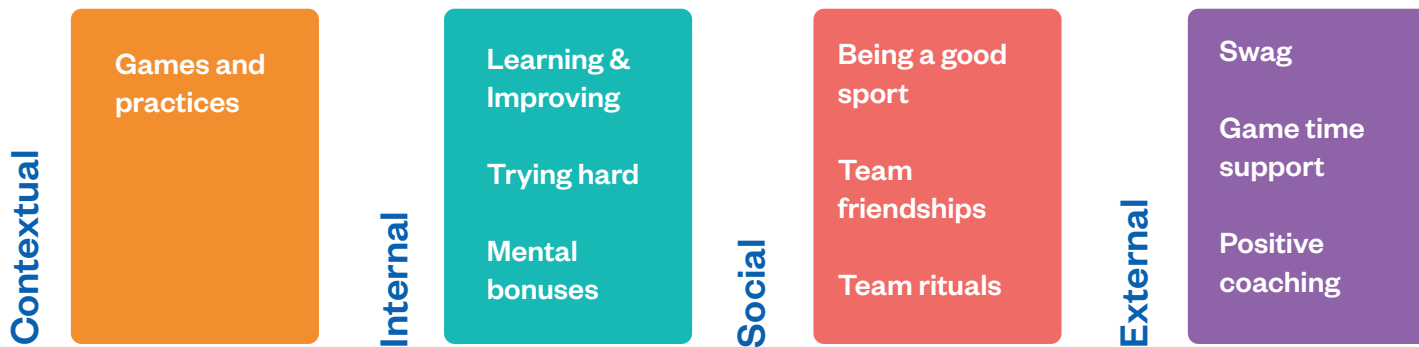 Contextual
Games and
practices
Internal
Learning &
Improving
Trying hard
Mental
bonuses
Social
Being a good
sport
Team
friendships
Team rituals
External
Swag
Game time
support
Positive
coaching